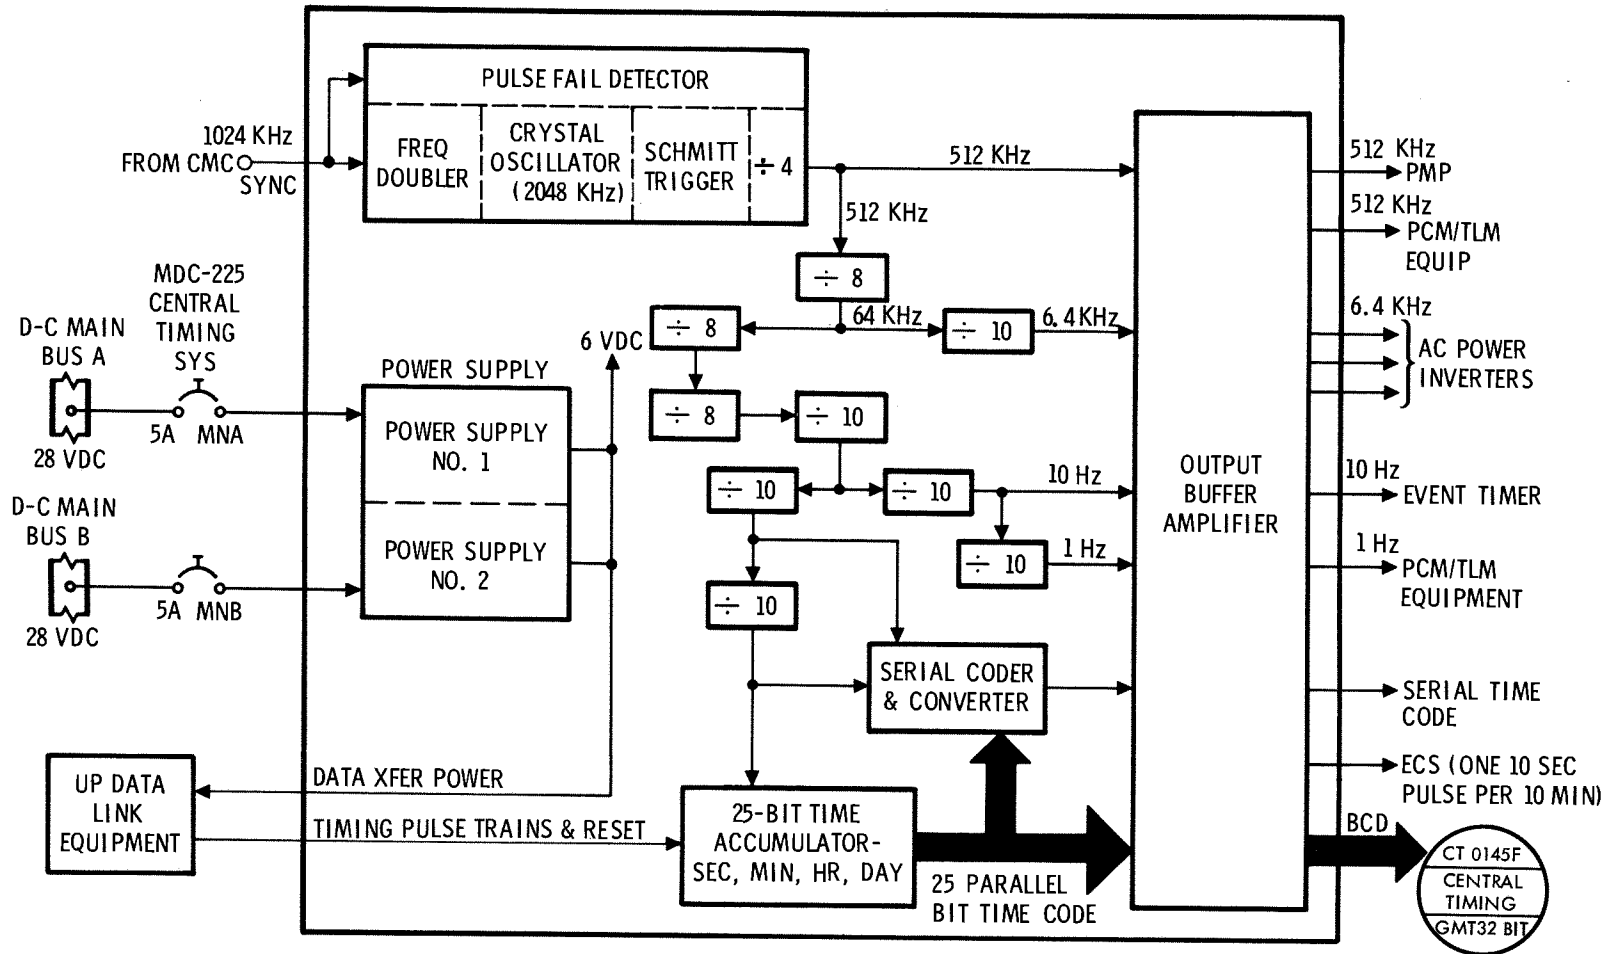 PULSE FAIL DETECTOR
1024 KHz
FROM CMC
SYNC
FREQ
DOUBLER
CRYSTAL
OSCILLATOR
(2048 KHz)
SCHMITT
TRIGGER
÷ 4
512 KHz
512 KHz
PMP
512 KHz
PCM/TLM
EQUIP
512 KHz
÷ 8
64 KHz
÷ 8
÷ 10
6.4 KHz
6.4 KHz
AC POWER
INVERTERS
MDC-225
CENTRAL
TIMING
SYS
D-C MAIN
BUS A
5A MNA
28 VDC
6 VDC
POWER SUPPLY
POWER SUPPLY
NO. 1
POWER SUPPLY
NO. 2
D-C MAIN
BUS B
5A MNB
28 VDC
÷ 8
÷ 10
÷ 10
÷ 10
10 Hz
÷ 10
1 Hz
÷ 10
OUTPUT
BUFFER
AMPLIFIER
10 Hz
EVENT TIMER
1 Hz
PCM/TLM
EQUIPMENT
SERIAL CODER
& CONVERTER
SERIAL TIME
CODE
ECS (ONE 10 SEC
PULSE PER 10 MIN)
UP DATA
LINK
EQUIPMENT
DATA XFER POWER
TIMING PULSE TRAINS & RESET
25-BIT TIME
ACCUMULATOR-
SEC, MIN, HR, DAY
25 PARALLEL
BIT TIME CODE
BCD
CT 0145F
CENTRAL
TIMING
GMT32 BIT